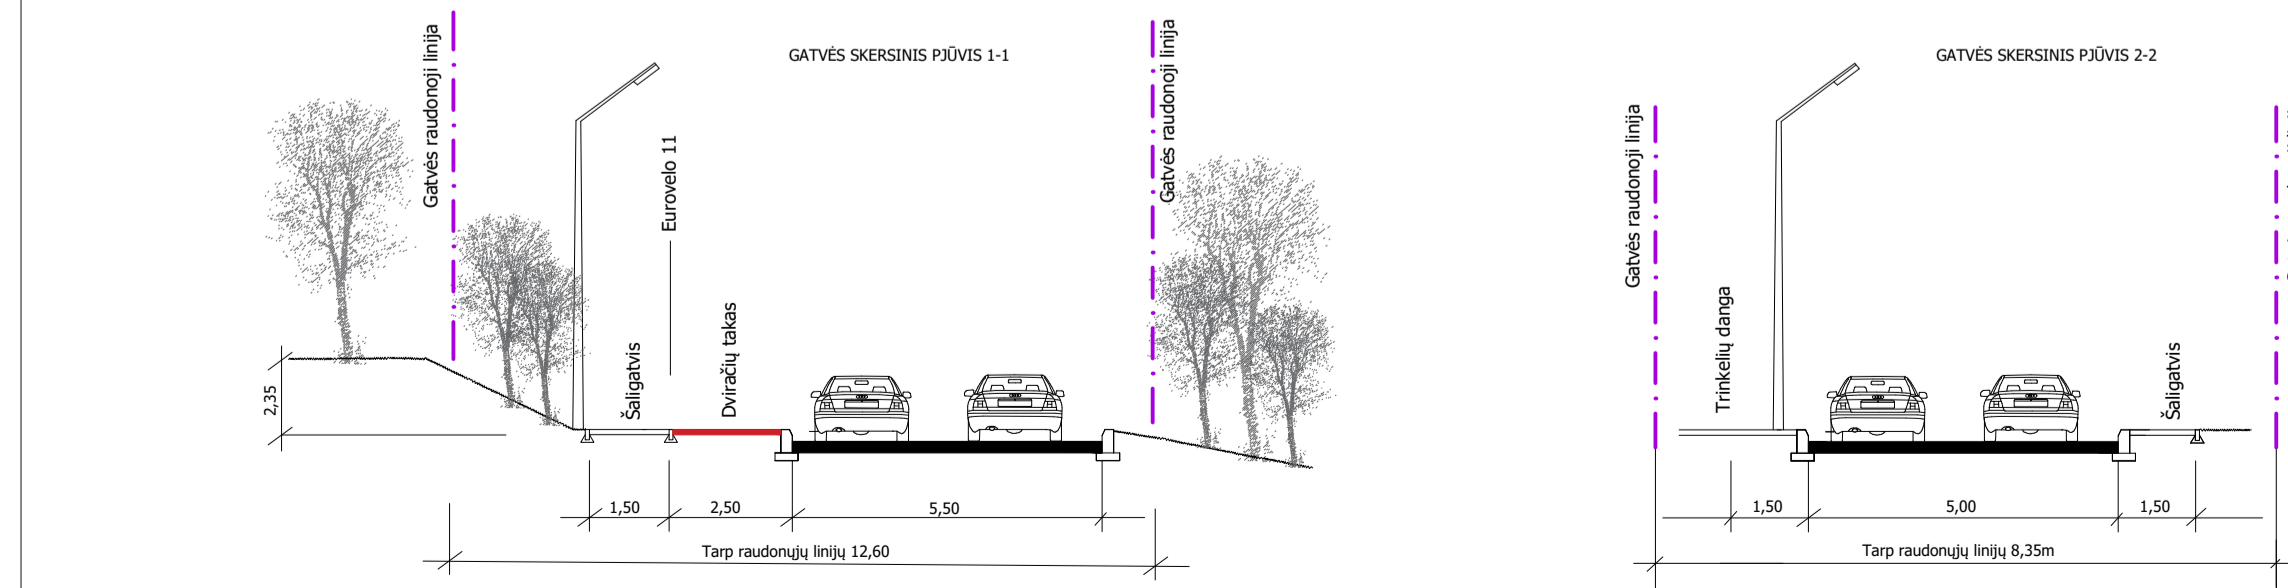 GATVĖS SKERSINIS PJŪVIS 1-1
Gatvės raudonoji linija
Gatvės raudonoji linija
Eurovelo 11
Šaligatvis
Dviračių takas
2,35
1,50
2,50
5,50
Tarp raudonųjų linijų 12,60
GATVĖS SKERSINIS PJŪVIS 2-2
Gatvės raudonoji linija
Trinkelių danga
Šaligatvis
1,50
5,00
1,50
Tarp raudonųjų linijų 8,35m